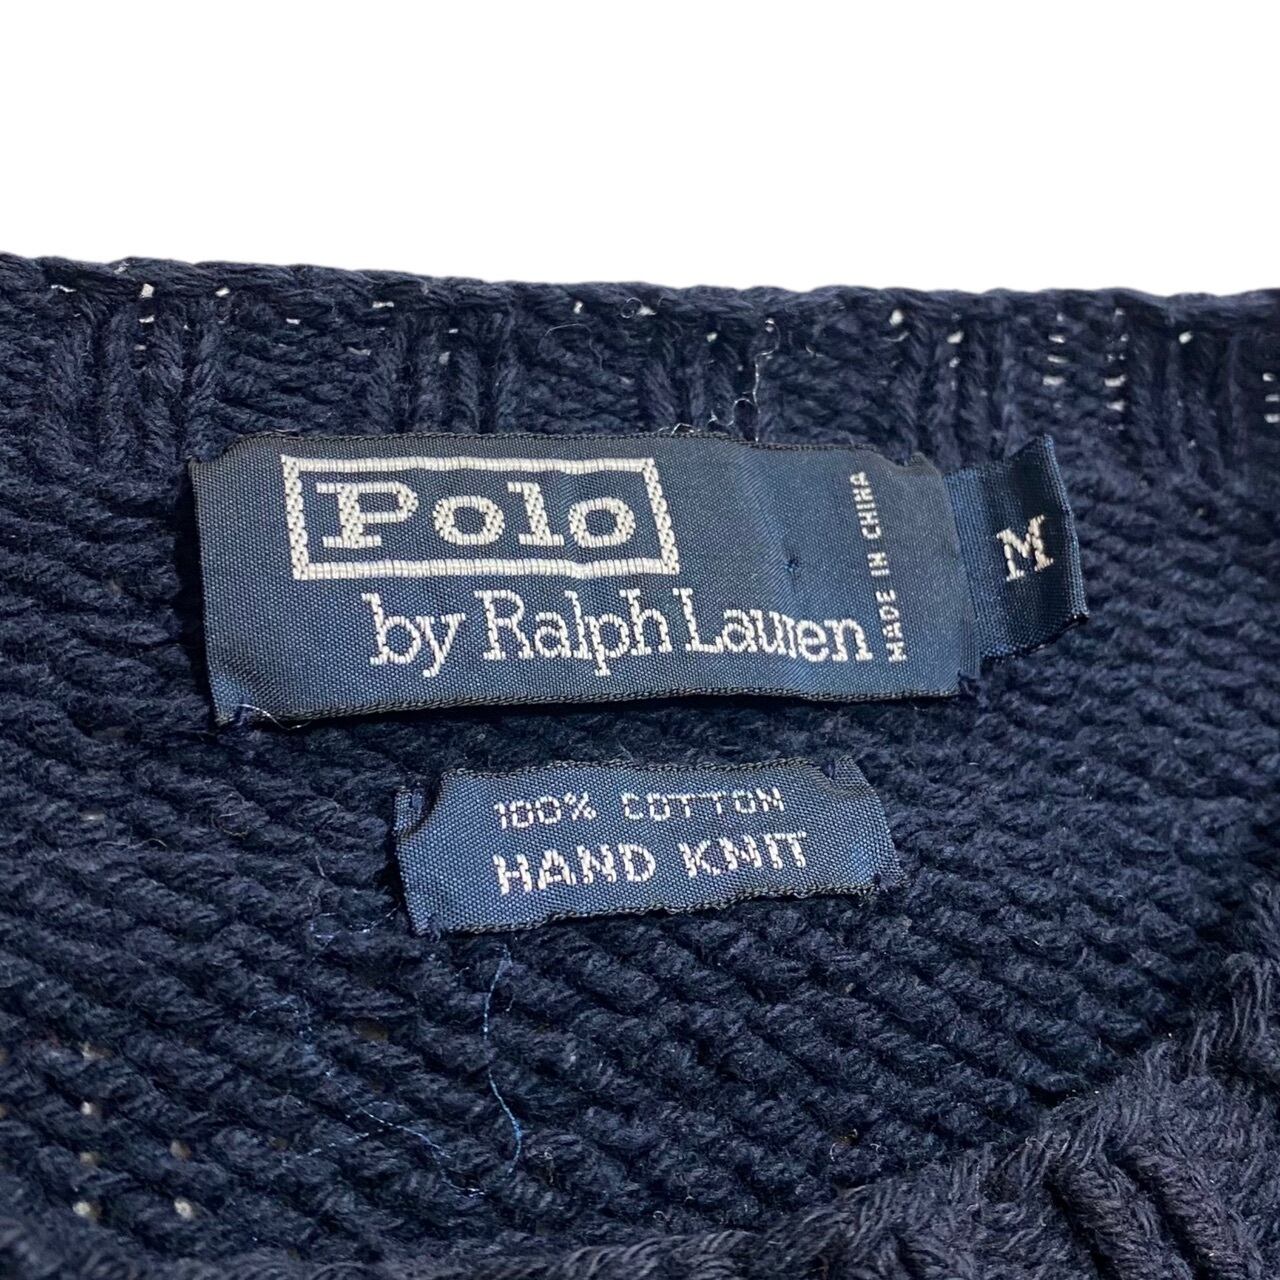 Polo
by Ralph Lauren
MADE IN CHINA
M
100% COTTON
HAND KNIT